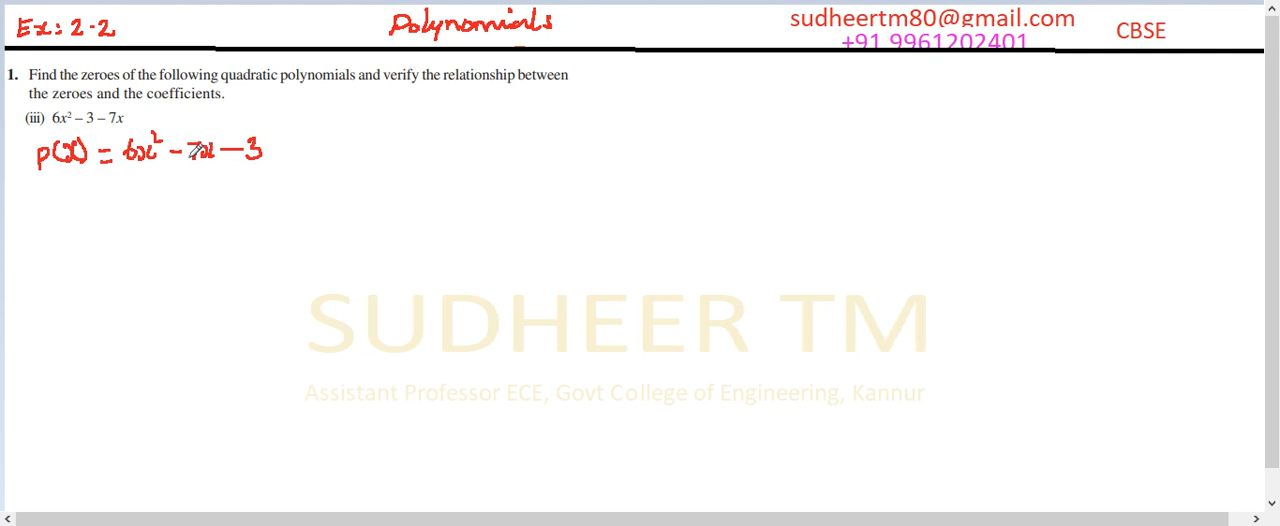 Ex: 2.2 Polynomials sudheertm80@gmail.com CBSE
+91 9961202401
1. Find the zeroes of the following quadratic polynomials and verify the relationship between
the zeroes and the coefficients.
(iii) 6x² – 3 – 7x
p(x) = 6x² – 7x – 3
SUDHEER TM
Assistant Professor ECE, Govt College of Engineering, Kannur